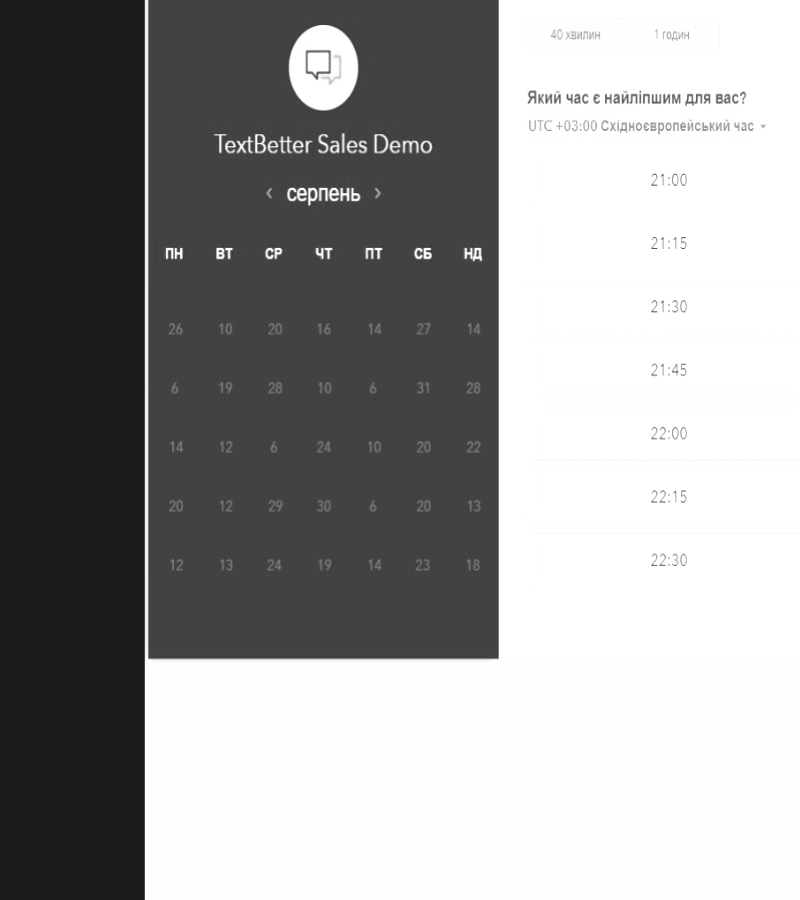 TextBetter Sales Demo
‹ серпень ›
ПН ВТ СР ЧТ ПТ СБ НД
26 10 20 16 14 27 14
6 19 28 10 6 31 28
14 12 6 24 10 20 22
20 12 29 30 6 20 13
12 13 24 19 14 23 18
40 хвилин 1 годин
Який час є найліпшим для вас?
UTC +03:00 Східноєвропейський час
21:00
21:15
21:30
21:45
22:00
22:15
22:30